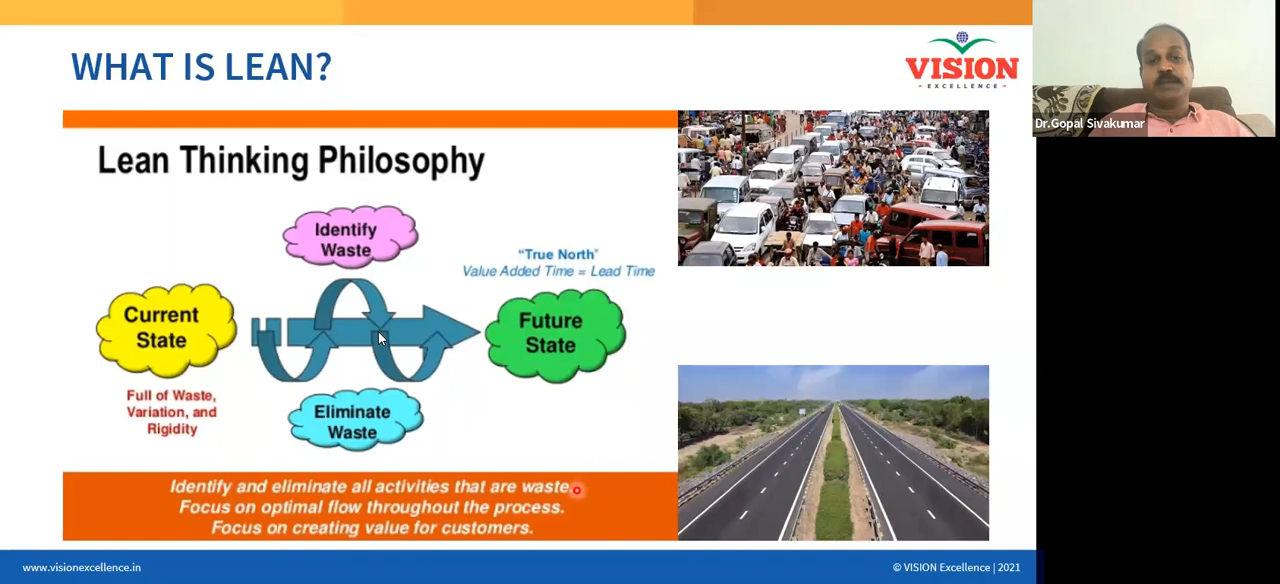 WHAT IS LEAN?
VISION
- EXCELLENCE -
Dr.Gopal Sivakumar
Lean Thinking Philosophy
Identify
Waste
"True North"
Value Added Time = Lead Time
Current
State
Future
State
Full of Waste,
Variation, and
Rigidity
Eliminate
Waste
Identify and eliminate all activities that are waste.
Focus on optimal flow throughout the process.
Focus on creating value for customers.
www.visionexcellence.in
© VISION Excellence | 2021